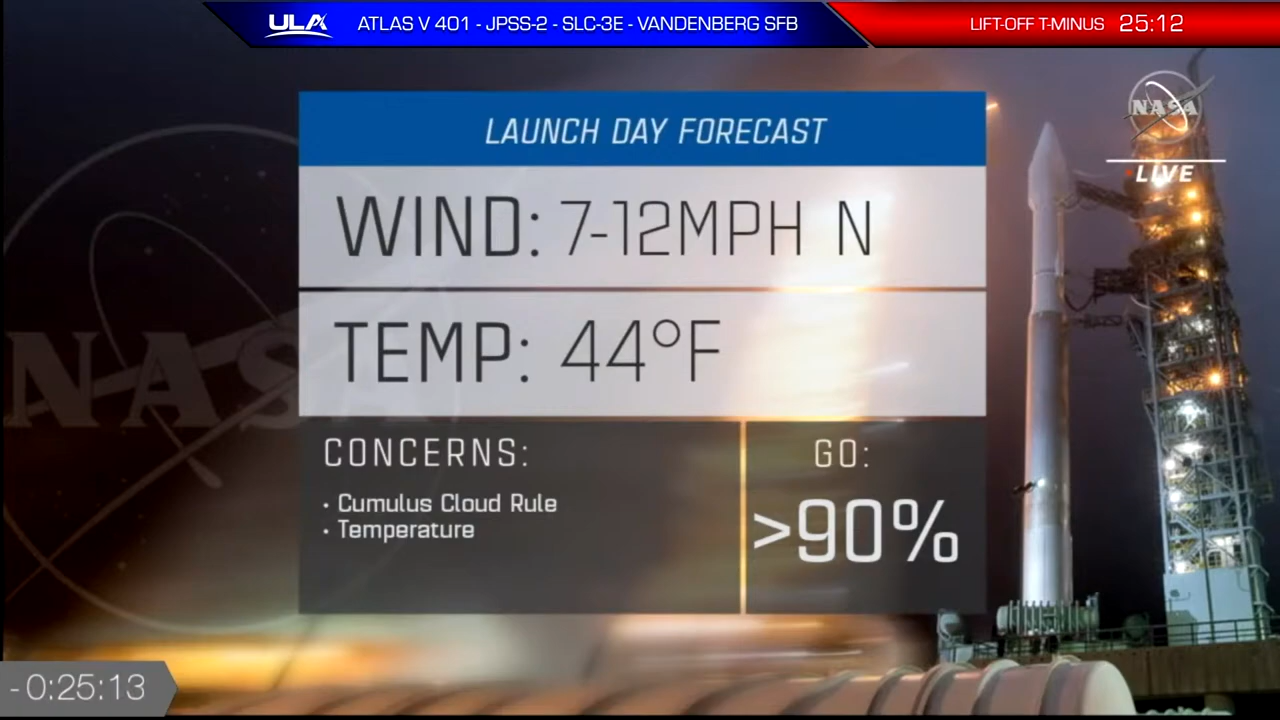 ULA ATLAS V 401 - JPSS-2 - SLC-3E - VANDENBERG SFB LIFT-OFF T-MINUS 25:12
NASA
LIVE
LAUNCH DAY FORECAST
WIND: 7-12MPH N
TEMP: 44°F
NASA
CONCERNS:
• Cumulus Cloud Rule
• Temperature
GO:
>90%
- 0:25:13